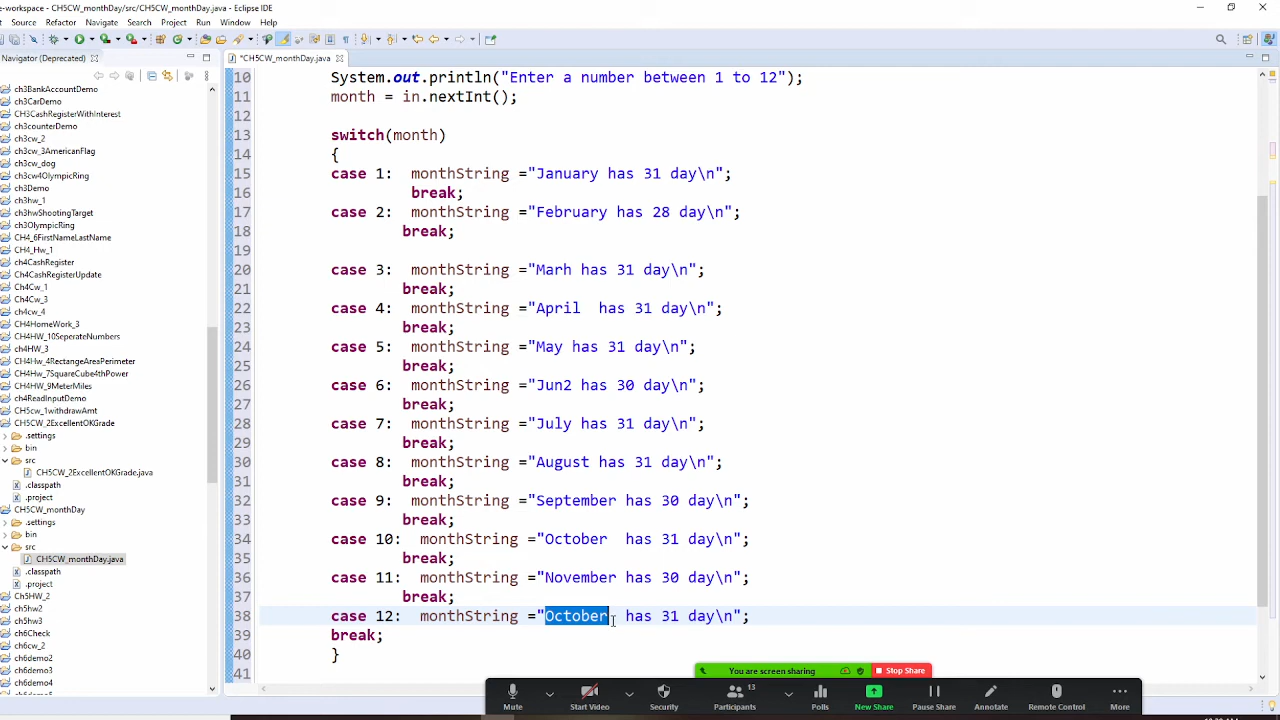 e-workspace - CH5CW_monthDay/src/CH5CW_monthDay.java - Eclipse IDE
Source Refactor Navigate Search Project Run Window Help
Navigator (Deprecated)
*CH5CW_monthDay.java
ch3BankAccountDemo
ch3CarDemo
CH3CashRegisterWithInterest
ch3counterDemo
ch3cw_2
ch3cw_3AmericanFlag
ch3cw_dog
ch3cw4OlympicRing
ch3Demo
ch3hw_1
ch3hwShootingTarget
ch3OlympicRing
CH4_6FirstNameLastName
CH4_Hw_1
ch4CashRegister
Ch4CashRegisterUpdate
Ch4Cw_1
Ch4Cw_3
ch4cw_4
CH4HomeWork_3
CH4HW_10SeperateNumbers
ch4HW_3
CH4Hw_4RectangeAreaPerimeter
CH4Hw_7SquareCube4thPower
CH4HW_9MeterMiles
ch4ReadInputDemo
CH5cw_1withdrawAmt
CH5CW_2ExcellentOKGrade
.settings
bin
src
CH5CW_2ExcellentOKGrade.java
.classpath
.project
CH5CW_monthDay
.settings
bin
src
CH5CW_monthDay.java
.classpath
.project
Ch5HW_2
ch5hw2
ch5hw3
ch6Check
ch6cw_2
ch6demo2
ch6demo3
ch6demo4
ch6demo5
10 System.out.println("Enter a number between 1 to 12");
11 month = in.nextInt();
12
13 switch(month)
14 {
15 case 1:  monthString ="January has 31 day\n";
16 break;
17 case 2:  monthString ="February has 28 day\n";
18 break;
19
20 case 3:  monthString ="Marh has 31 day\n";
21 break;
22 case 4:  monthString ="April  has 31 day\n";
23 break;
24 case 5:  monthString ="May has 31 day\n";
25 break;
26 case 6:  monthString ="Jun2 has 30 day\n";
27 break;
28 case 7:  monthString ="July has 31 day\n";
29 break;
30 case 8:  monthString ="August has 31 day\n";
31 break;
32 case 9:  monthString ="September has 30 day\n";
33 break;
34 case 10:  monthString ="October  has 31 day\n";
35 break;
36 case 11:  monthString ="November has 30 day\n";
37 break;
38 case 12:  monthString ="October  has 31 day\n";
39 break;
40 }
41
You are screen sharing
Stop Share
Mute
Start Video
Security
13
Participants
Polls
New Share
Pause Share
Annotate
Remote Control
More